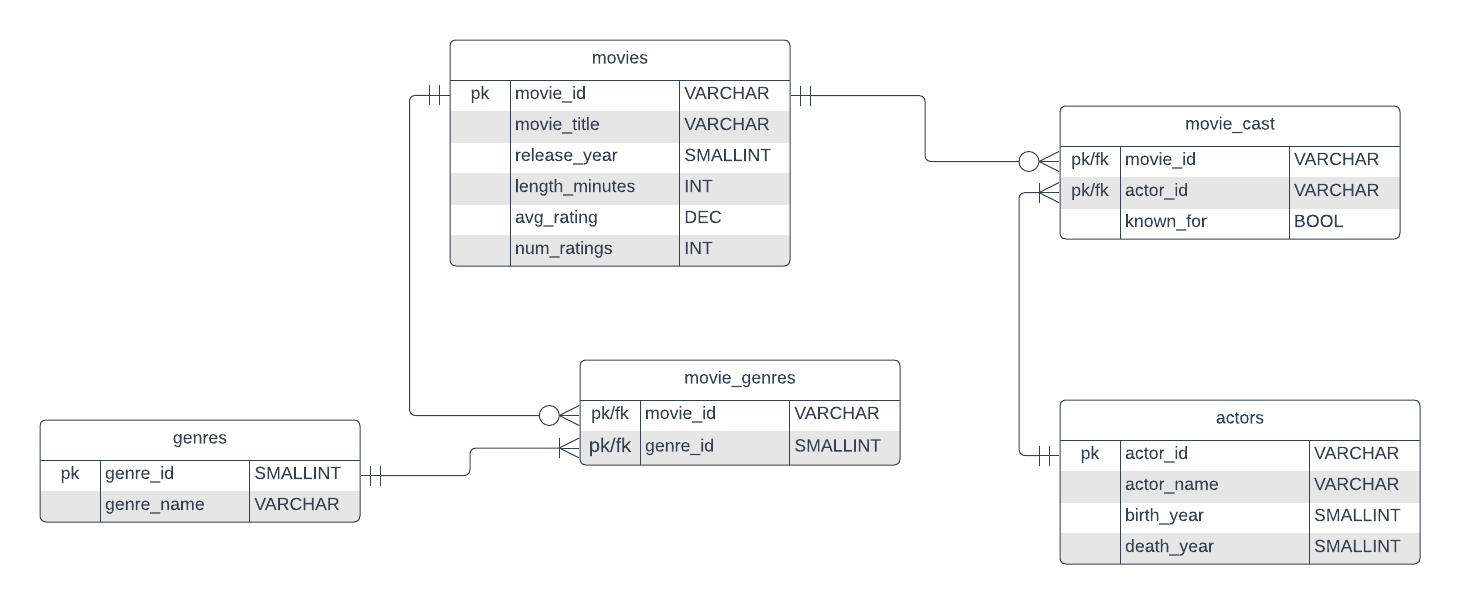 movies
pk movie_id VARCHAR
movie_title VARCHAR
release_year SMALLINT
length_minutes INT
avg_rating DEC
num_ratings INT
movie_cast
pk/fk movie_id VARCHAR
pk/fk actor_id VARCHAR
known_for BOOL
movie_genres
pk/fk movie_id VARCHAR
pk/fk genre_id SMALLINT
genres
pk genre_id SMALLINT
genre_name VARCHAR
actors
pk actor_id VARCHAR
actor_name VARCHAR
birth_year SMALLINT
death_year SMALLINT